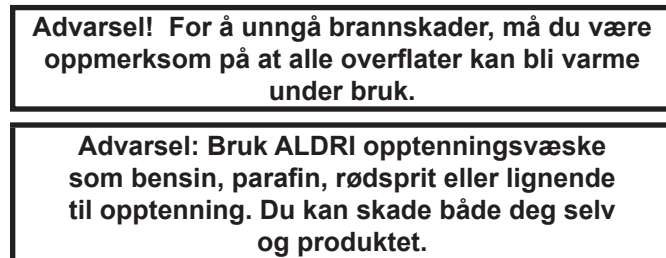 Advarsel!  For å unngå brannskader, må du være
oppmerksom på at alle overflater kan bli varme
under bruk.
Advarsel: Bruk ALDRI opptenningsvæske
som bensin, parafin, rødsprit eller lignende
til opptenning. Du kan skade både deg selv
og produktet.